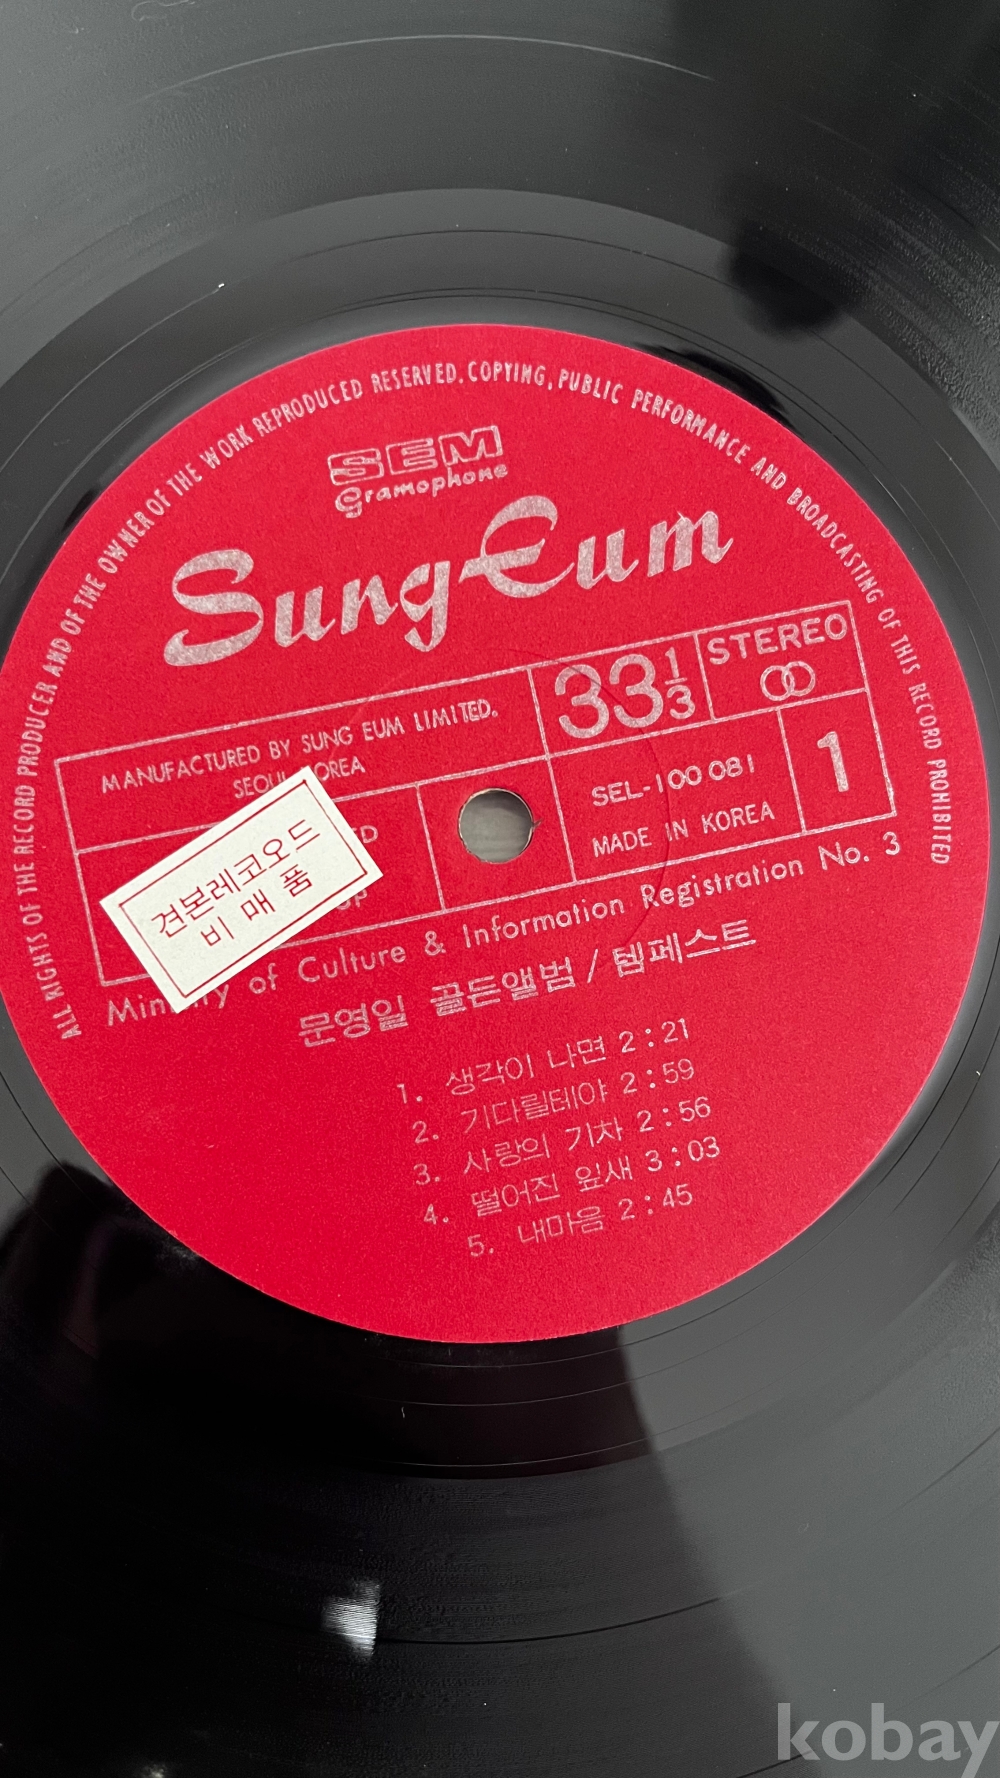 ALL RIGHTS OF THE RECORD PRODUCER AND OF THE OWNER OF THE WORK REPRODUCED RESERVED. COPYING, PUBLIC PERFORMANCE AND BROADCASTING OF THIS RECORD PROHIBITED
SEM
Gramophone
Sung Eum
MANUFACTURED BY SUNG EUM LIMITED.
SEOUL KOREA
33 1/3
STEREO
SEL-100 081
MADE IN KOREA
1
견본레코오드
비매품
Ministry of Culture & Information Registration No. 3
문영일 골든앨범 / 템페스트
1. 생각이 나면 2:21
2. 기다릴테야 2:59
3. 사랑의 기차 2:56
4. 떨어진 잎새 3:03
5. 내마음 2:45
kobay